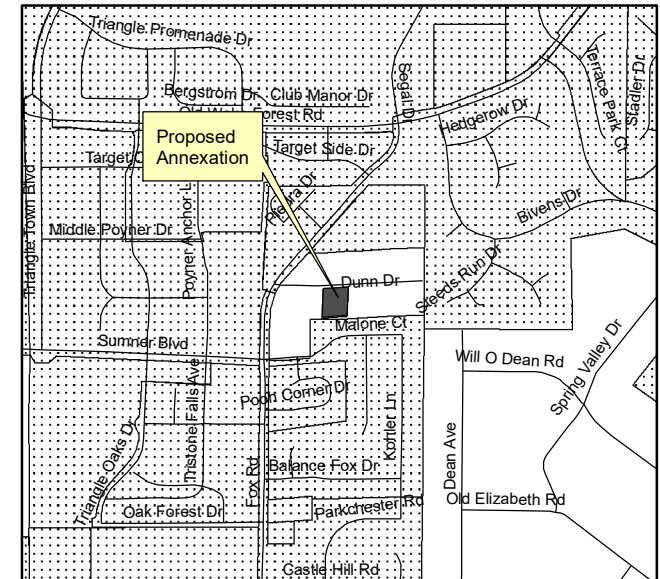 Triangle Promenade Dr
Bergstrom Dr
Club Manor Dr
Segal Dr
Terrace Park Ct
Stadler Dr
Hedgerow Dr
Proposed
Annexation
Target Side Dr
Target
Triangle Town Blvd
Middle Poyner Dr
Poyner Anchor L
Bivens Dr
Dunn Dr
Steeds Run Dr
Malone Ct
Sumner Blvd
Will O Dean Rd
Spring Valley Dr
Pooh Corner Dr
Tristone Falls Ave
Kohler Ln
Dean Ave
Triangle Oaks Dr
Fox Rd
Balance Fox Dr
Oak Forest Dr
Parkchester Rd
Old Elizabeth Rd
Castle Hill Rd